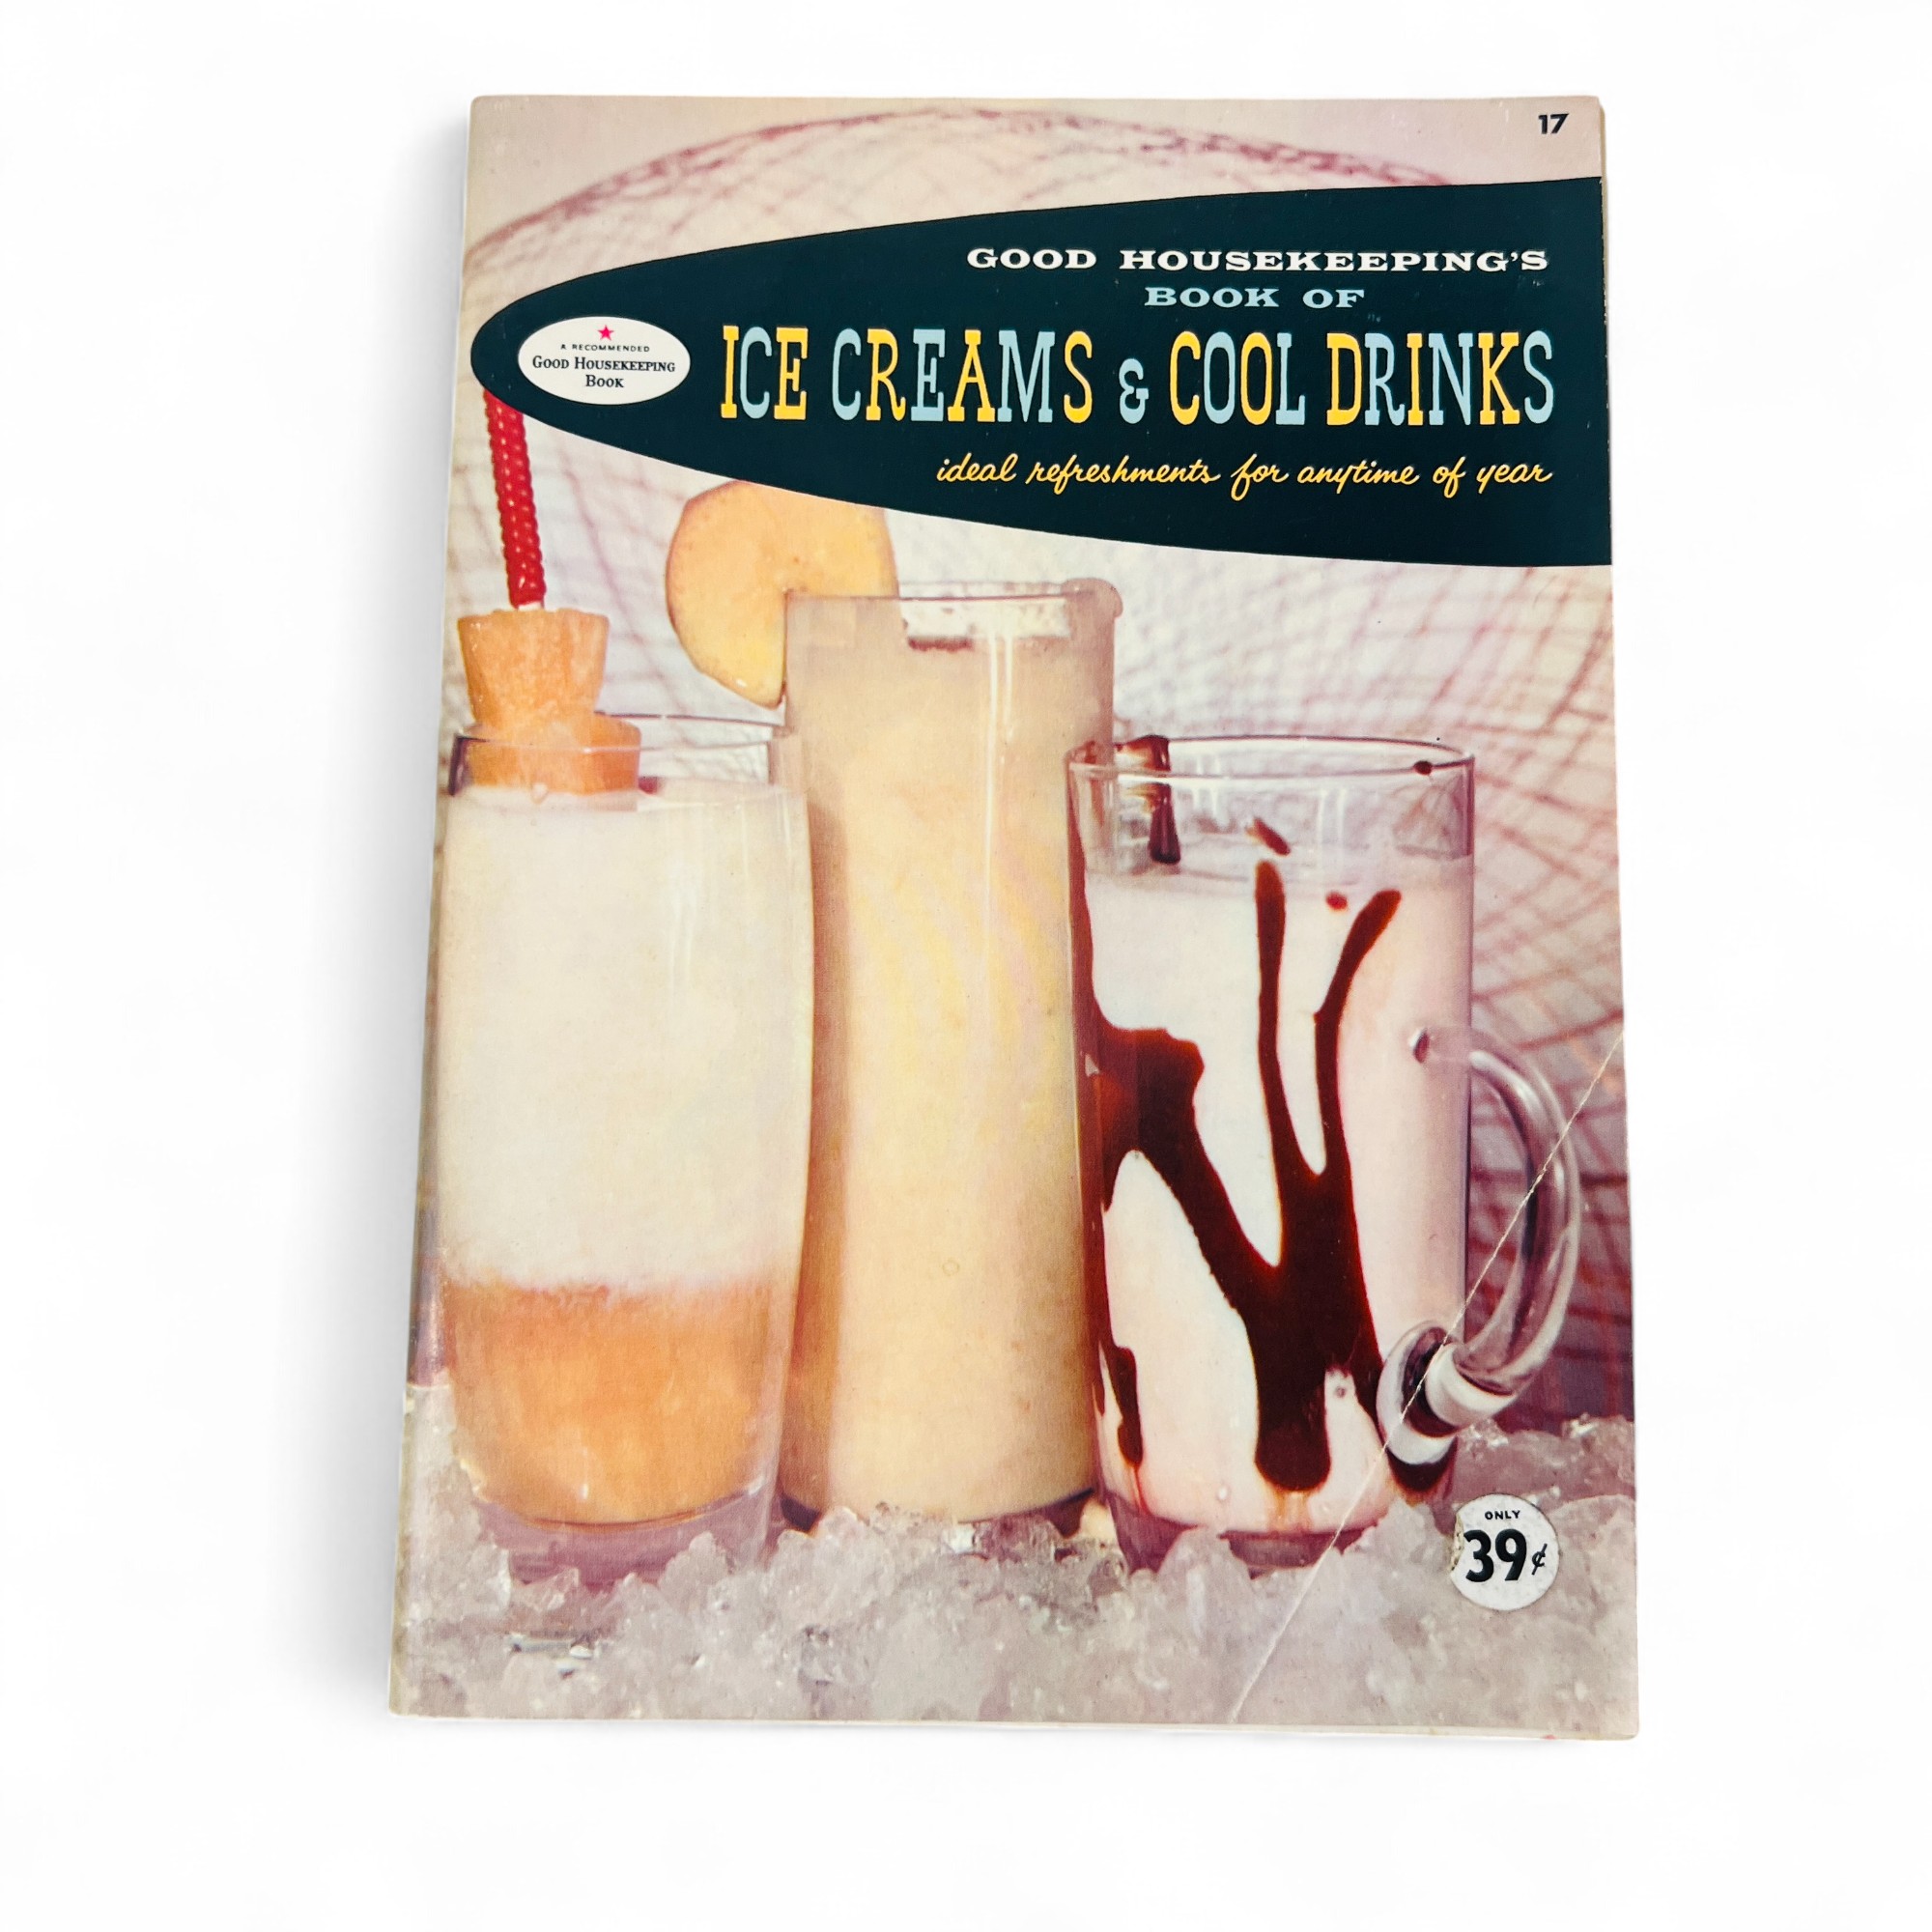 17
GOOD HOUSEKEEPING'S
BOOK OF
ICE CREAMS & COOL DRINKS
ideal refreshments for anytime of year
A RECOMMENDED
GOOD HOUSEKEEPING
BOOK
ONLY
39¢